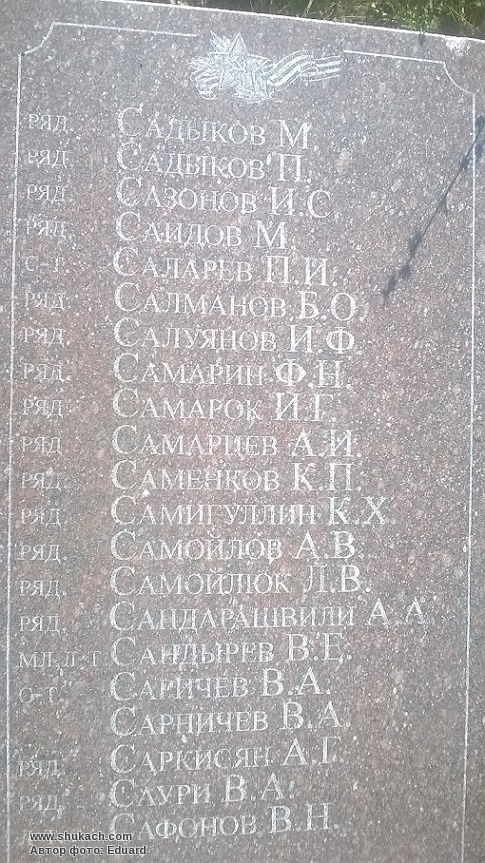 РЯД. САДЫКОВ М.
РЯД. САДЫКОВ П.
РЯД. САЗОНОВ И.С.
РЯД. САИДОВ М.
С-Т. САЛАРЕВ П.И.
РЯД. САЛМАНОВ Б.О.
РЯД. САЛУЯНОВ И.Ф.
РЯД. САМАРИН Ф.Н.
РЯД. САМАРОК И.Г.
РЯД. САМАРЦЕВ А.И.
РЯД. САМЕНКОВ К.П.
РЯД. САМИГУЛЛИН К.Х.
РЯД. САМОЙЛОВ А.В.
РЯД. САМОЙЛЮК Л.В.
РЯД. САНДАРАШВИЛИ А.А.
МЛ.Л-Т САНДЫРЕВ В.Е.
С-Т. САРИЧЕВ В.А.
САРНИЧЕВ В.А.
РЯД. САРКИСЯН А.Г.
РЯД. САУРИ В.А.
САФОНОВ В.Н.
www.shukach.com
Автор фото: Eduard